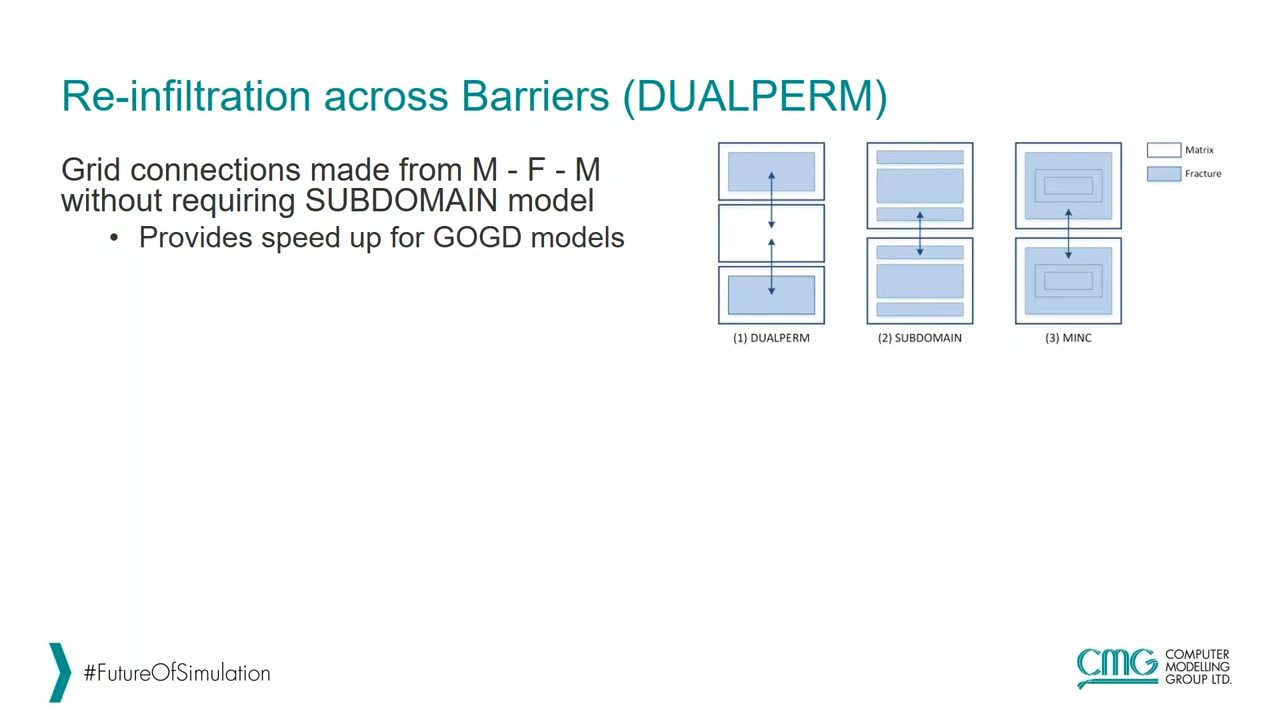 Re-infiltration across Barriers (DUALPERM)
Grid connections made from M - F - M
without requiring SUBDOMAIN model
• Provides speed up for GOGD models
Matrix
Fracture
(1) DUALPERM
(2) SUBDOMAIN
(3) MINC
#FutureOfSimulation
CMG
COMPUTER
MODELLING
GROUP LTD.